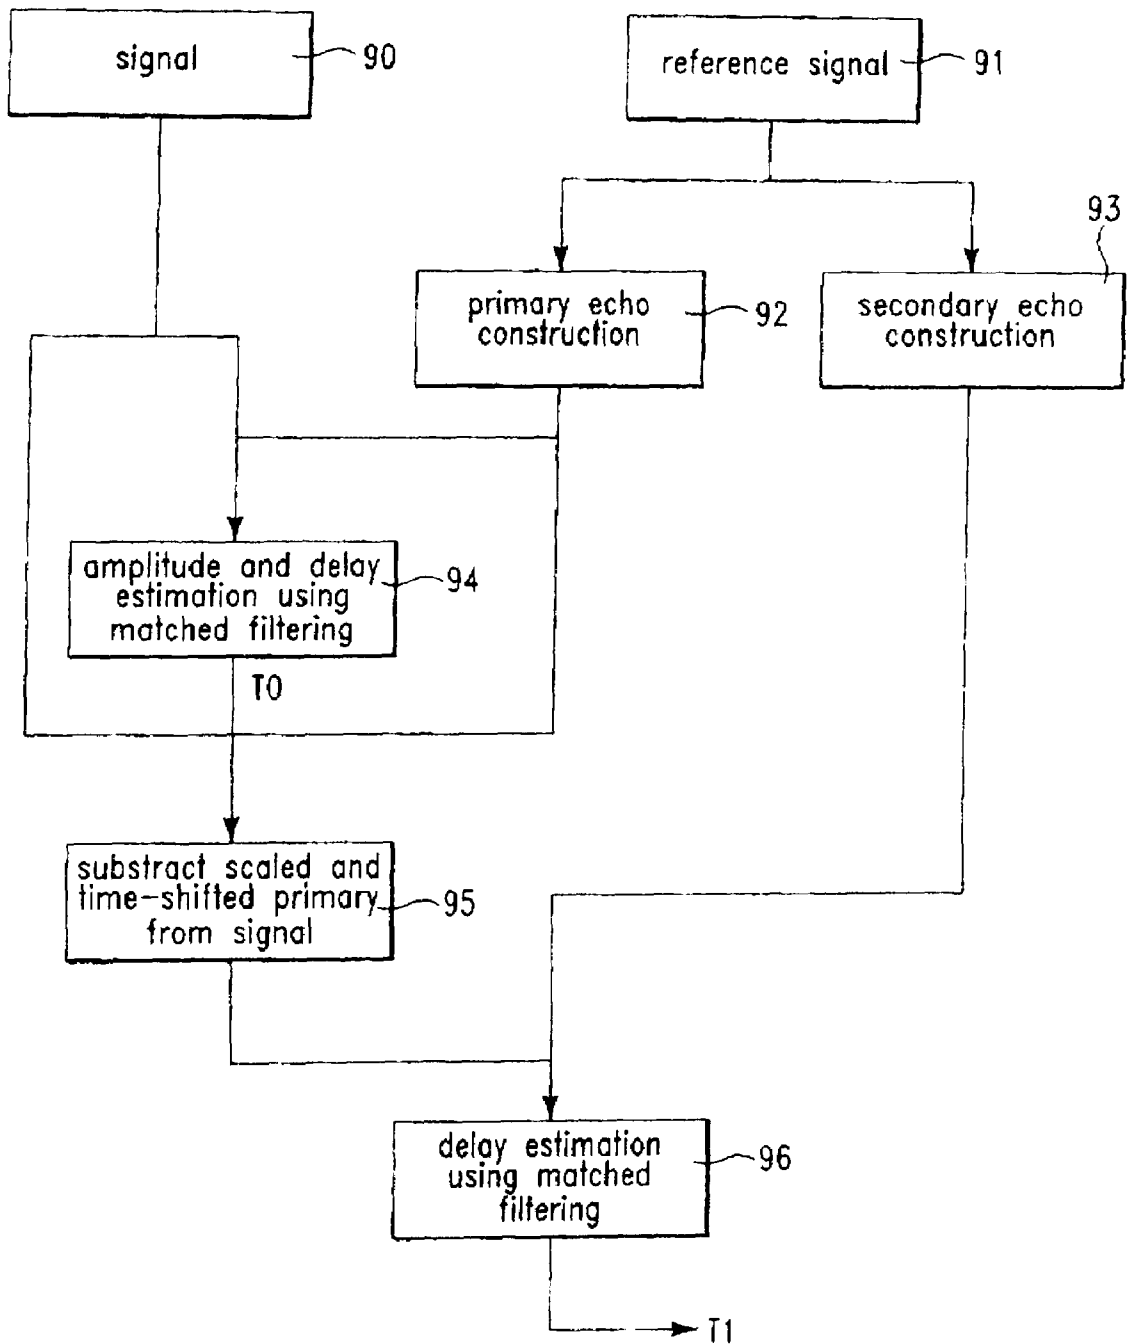 signal
90
reference signal
91
primary echo
construction
92
93
secondary echo
construction
amplitude and delay
estimation using
matched filtering
94
T0
substract scaled and
time-shifted primary
from signal
95
delay estimation
using matched
filtering
96
T1